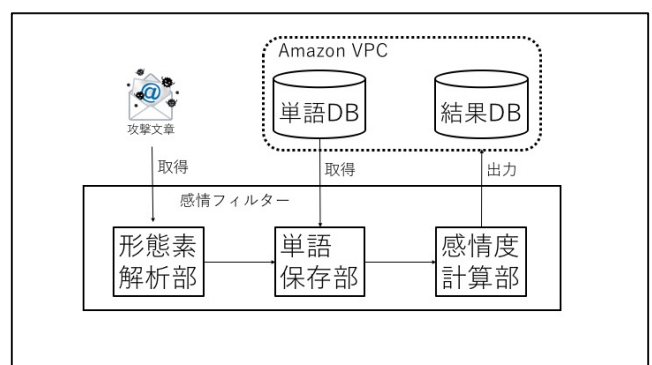 Amazon VPC
単語DB
結果DB
@
攻撃文章
取得
取得
出力
感情フィルター
形態素
解析部
単語
保存部
感情度
計算部